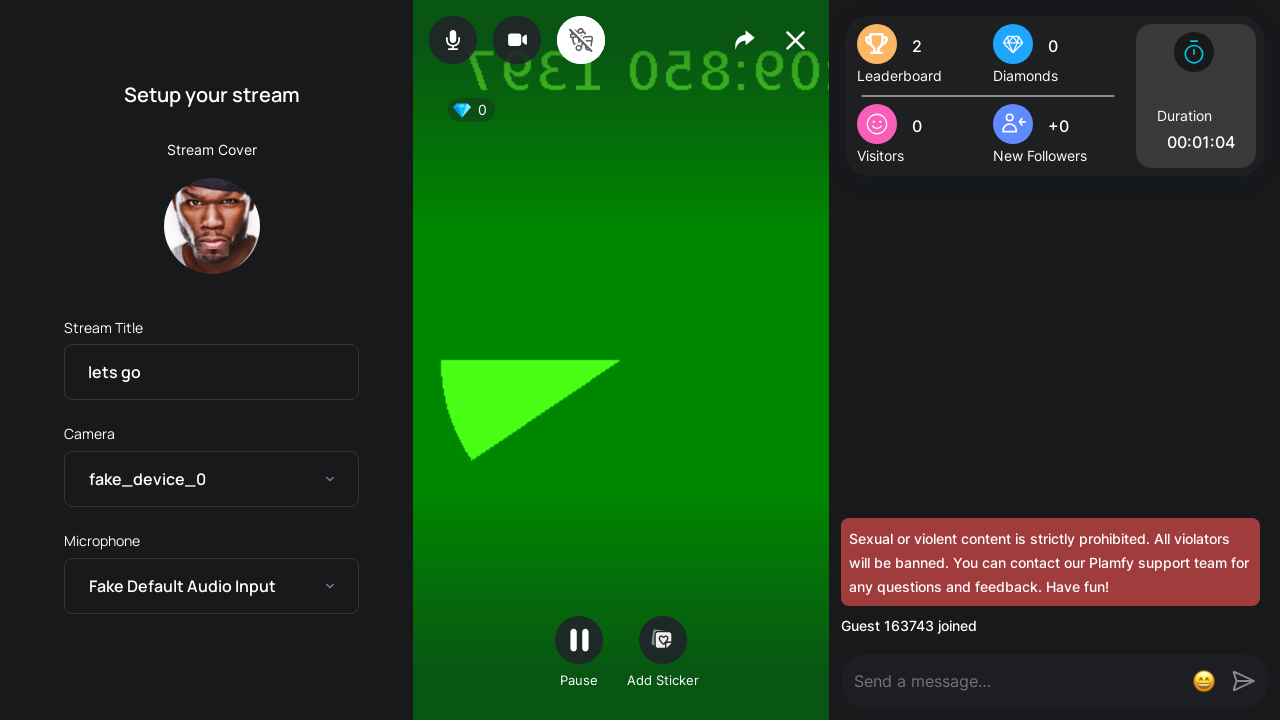 Setup your stream
Stream Cover
Stream Title
lets go
Camera
fake_device_0
Microphone
Fake Default Audio Input
0
Pause
Add Sticker
2
Leaderboard
0
Diamonds
0
Visitors
+0
New Followers
Duration
00:01:04
Sexual or violent content is strictly prohibited. All violators
will be banned. You can contact our Plamfy support team for
any questions and feedback. Have fun!
Guest 163743 joined
Send a message...